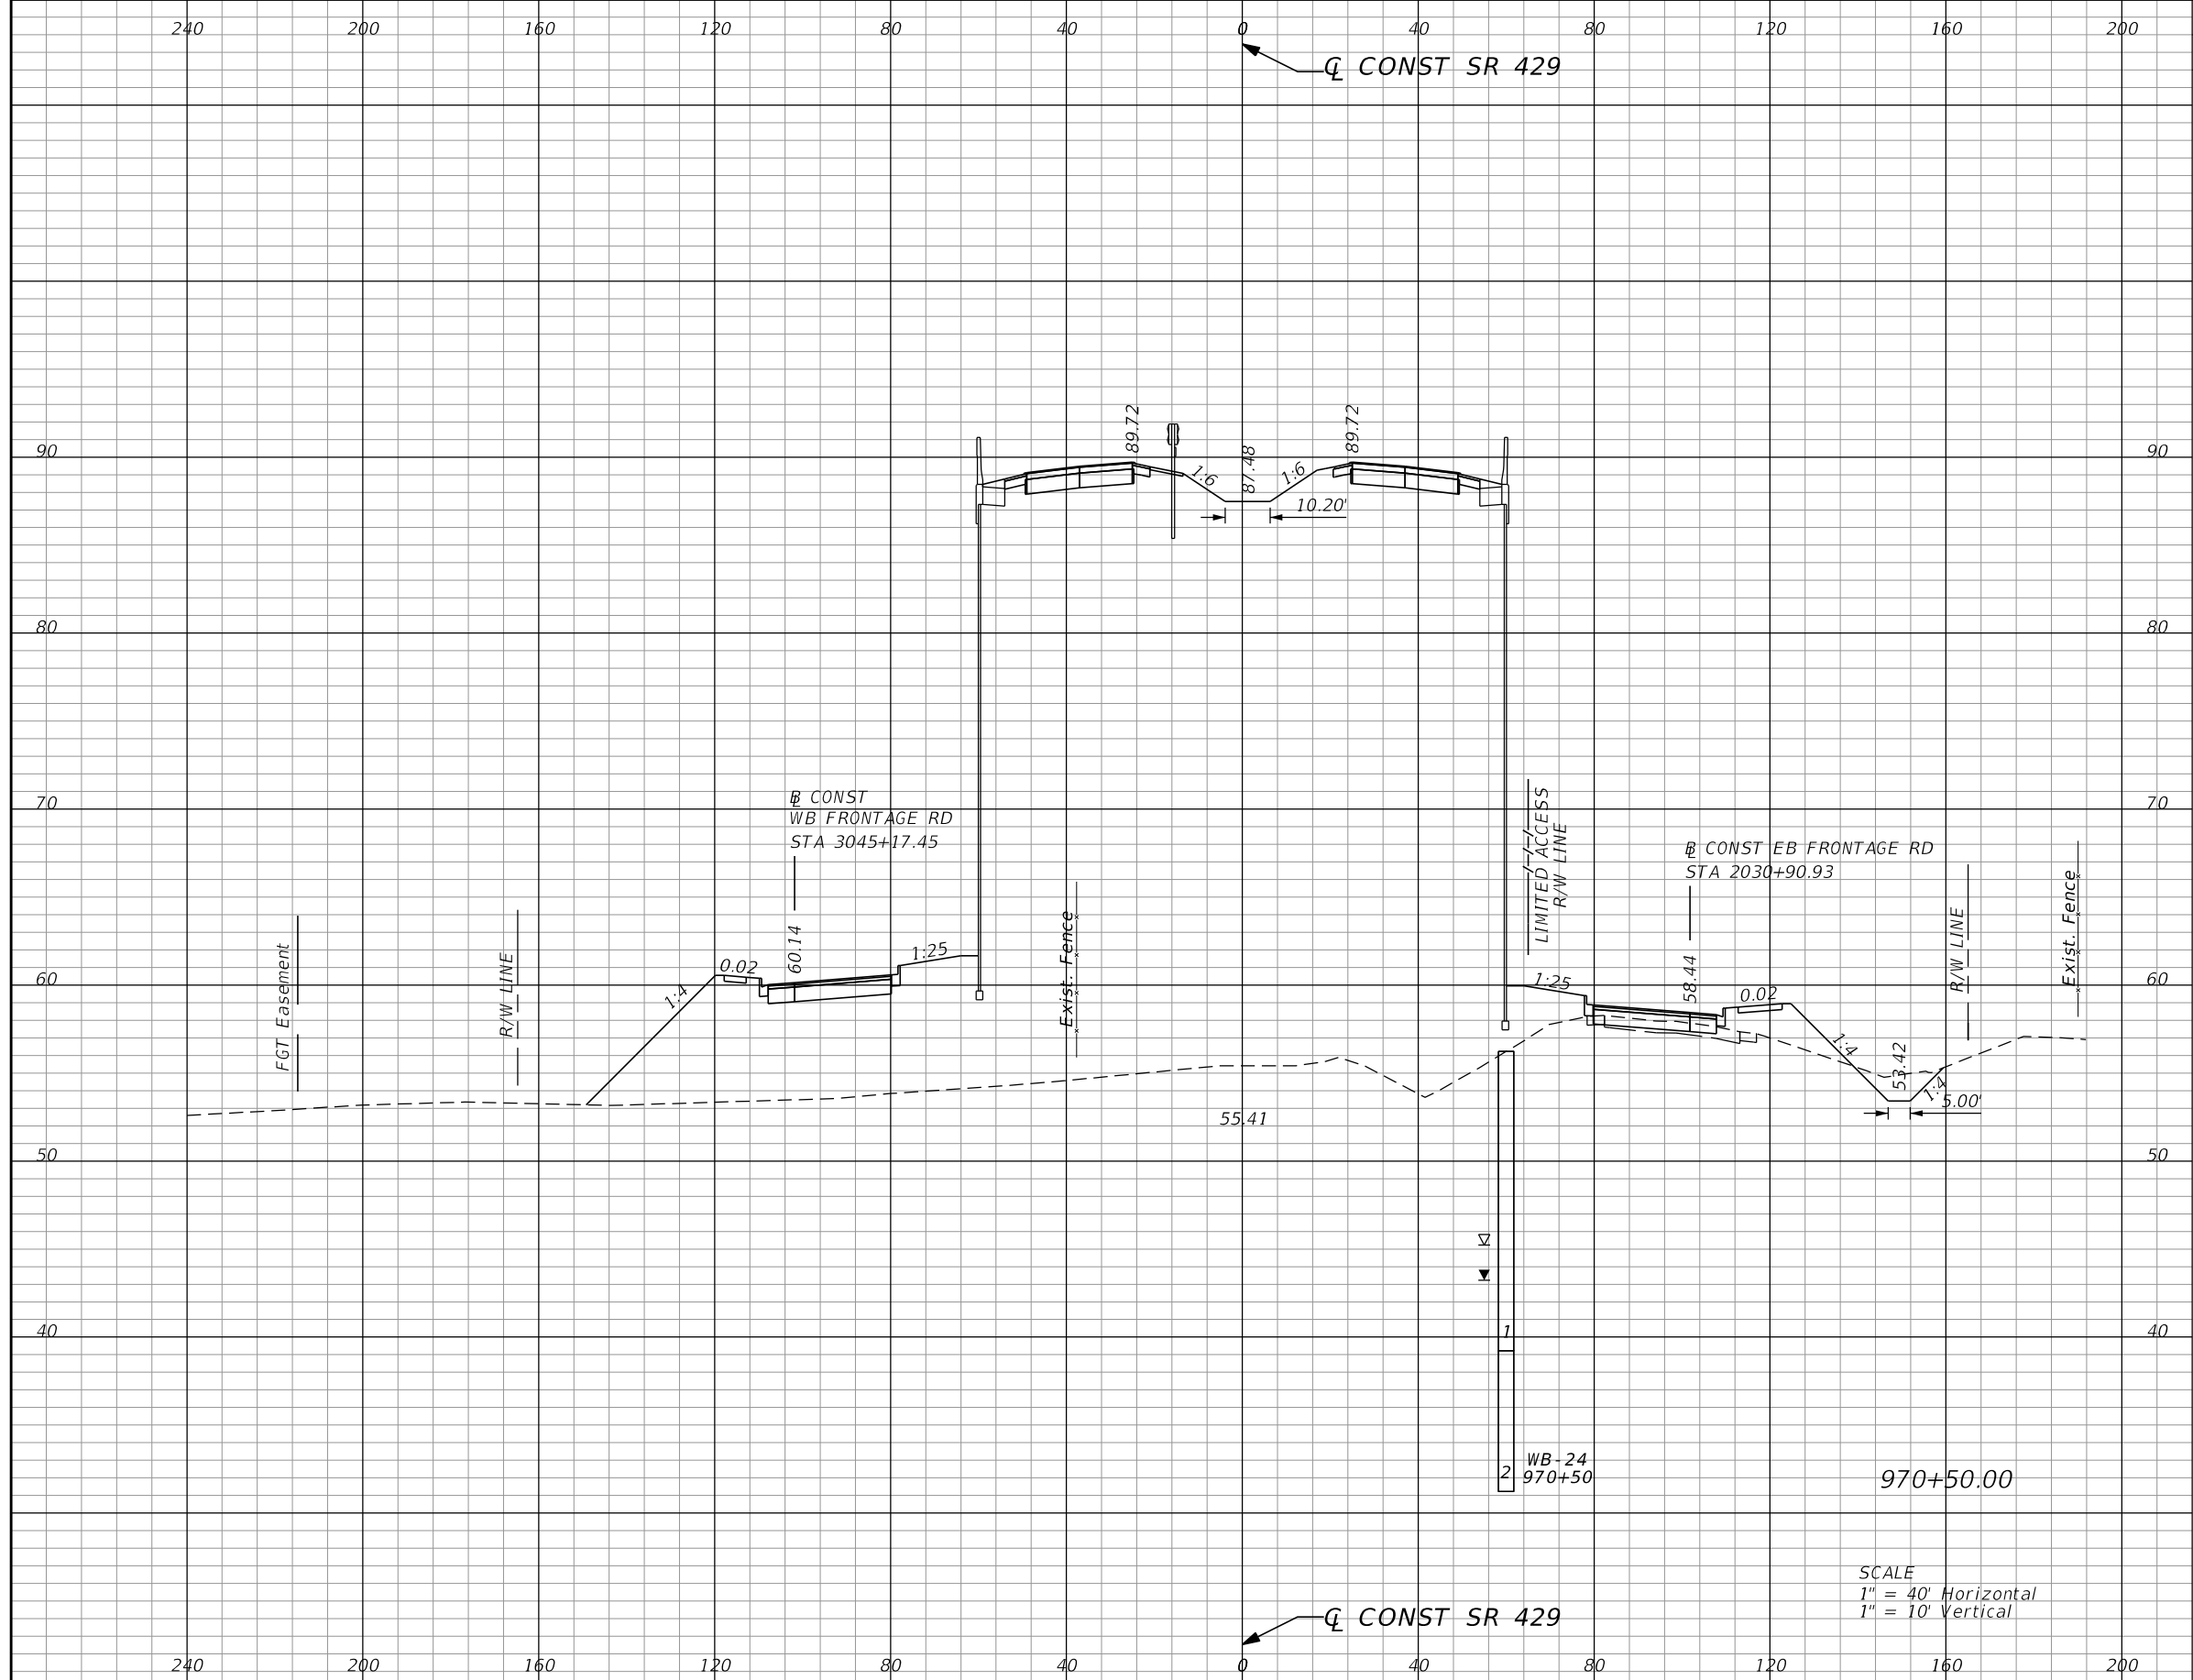 240 200 160 120 80 40 0 40 80 120 160 200
℄ CONST SR 429
90 90
89.72
1:6
87.48
1:6
89.72
10.20'
80 80
70 70
B̲L CONST
WB FRONTAGE RD
STA 3045+17.45
LIMITED ACCESS
R/W LINE
B̲L CONST EB FRONTAGE RD
STA 2030+90.93
60 60
FGT Easement
R/W LINE
1:4
0.02
60.14
1:25
Exist. Fence
1:25
58.44
0.02
1:4
53.42
1:4
5.00'
R/W LINE
Exist. Fence
55.41
50 50
40 40
1
2
WB-24
970+50
970+50.00
SCALE
1" = 40' Horizontal
1" = 10' Vertical
℄ CONST SR 429
240 200 160 120 80 40 0 40 80 120 160 200